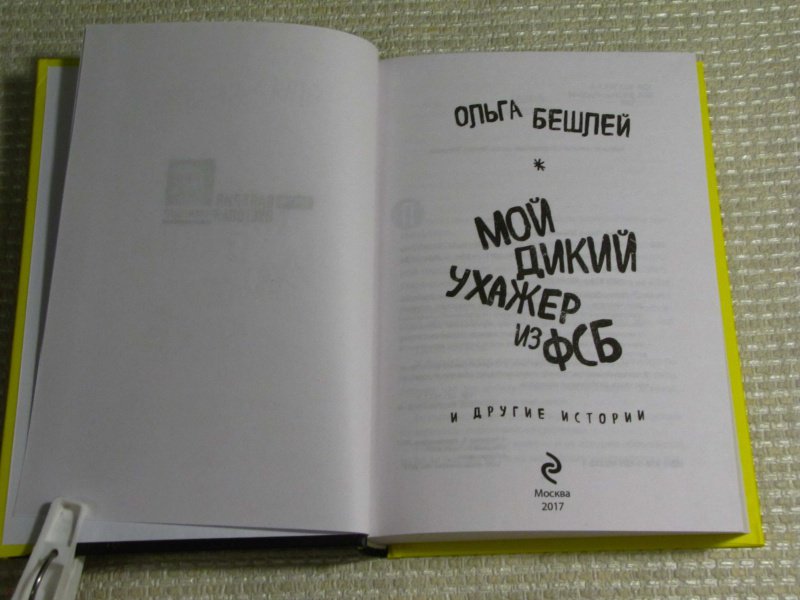 ОЛЬГА БЕШЛЕЙ
*
МОЙ
ДИКИЙ
УХАЖЕР
ИЗ ФСБ
И ДРУГИЕ ИСТОРИИ
Москва
2017